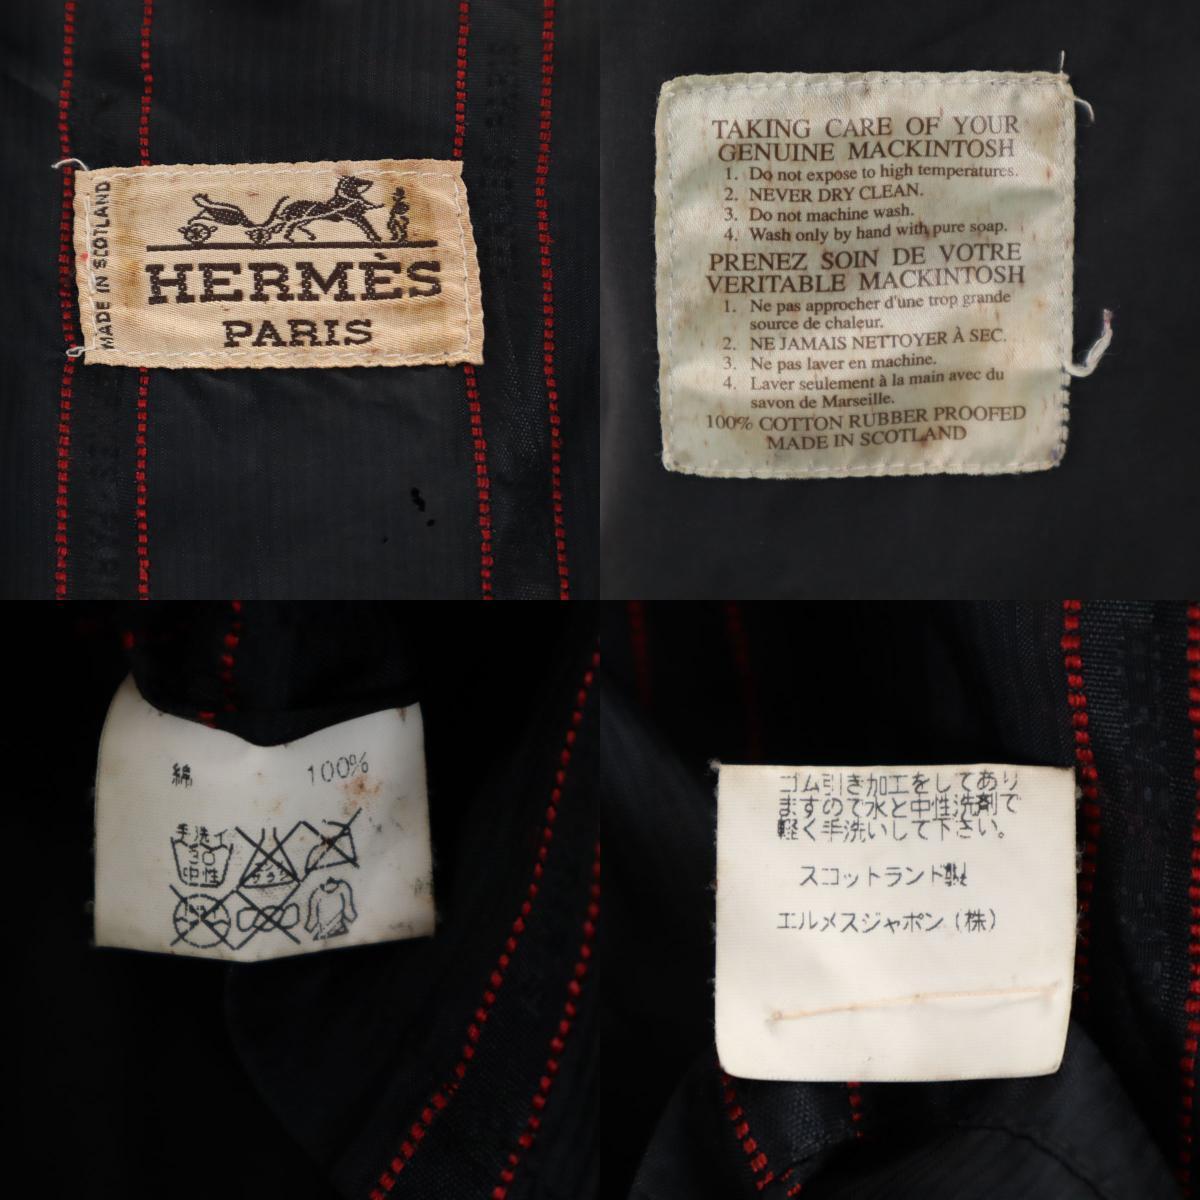 MADE IN SCOTLAND
HERMÈS
PARIS
TAKING CARE OF YOUR
GENUINE MACKINTOSH
1. Do not expose to high temperatures.
2. NEVER DRY CLEAN.
3. Do not machine wash.
4. Wash only by hand with pure soap.
PRENEZ SOIN DE VOTRE
VERITABLE MACKINTOSH
1. Ne pas approcher d'une trop grande
source de chaleur.
2. NE JAMAIS NETTOYER À SEC.
3. Ne pas laver en machine.
4. Laver seulement à la main avec du
savon de Marseille.
100% COTTON RUBBER PROOFED
MADE IN SCOTLAND
綿 100%
手洗イ
30
中性
ゴム引き加工をしてあり
ますので水と中性洗剤で
軽く手洗いして下さい。
スコットランド製
エルメスジャポン(株)